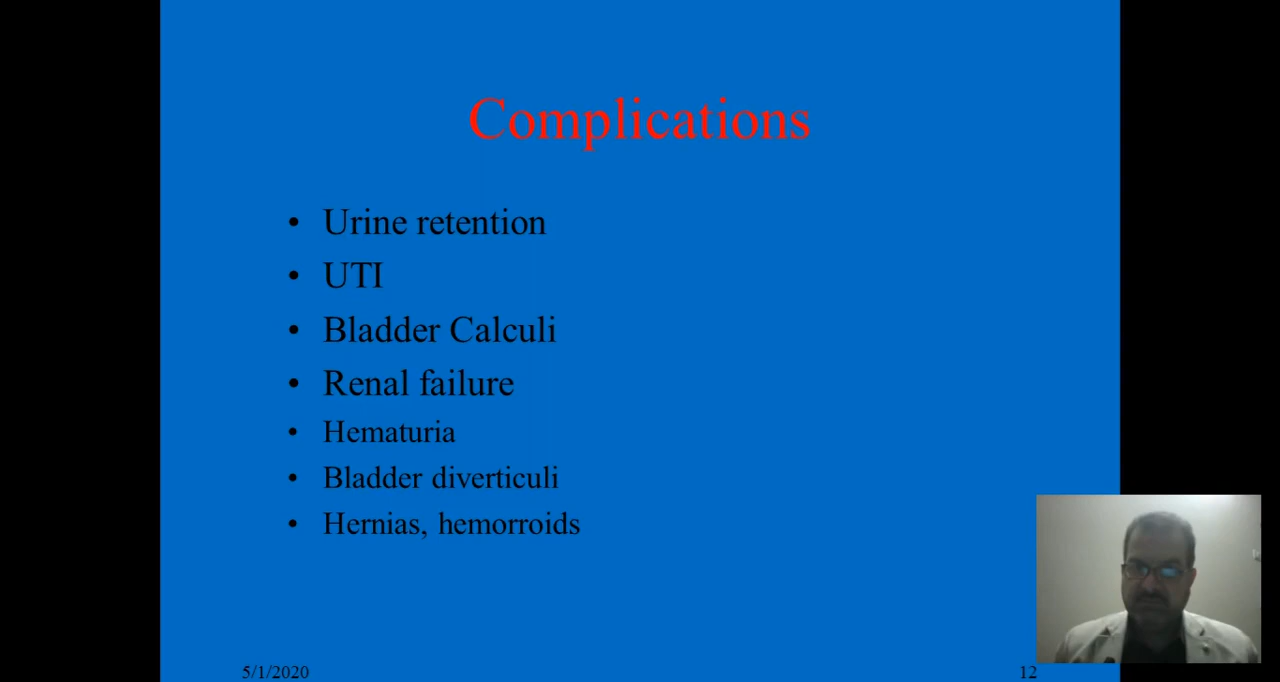 Complications
• Urine retention
• UTI
• Bladder Calculi
• Renal failure
• Hematuria
• Bladder diverticuli
• Hernias, hemorroids
5/1/2020
12